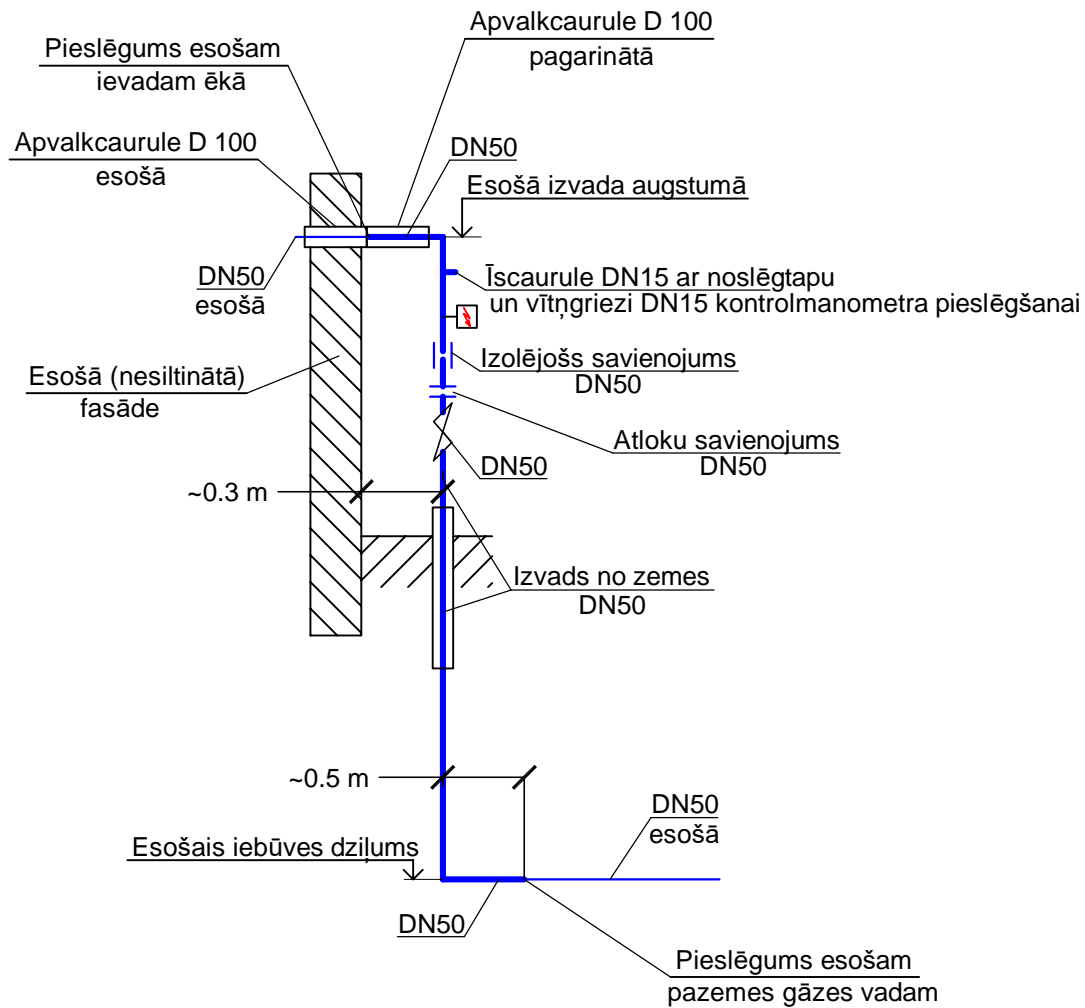 Apvalkcaurule D 100
pagarinātā
Pieslēgums esošam
ievadam ēkā
Apvalkcaurule D 100
esošā
DN50
Esošā izvada augstumā
DN50
esošā
Īscaurule DN15 ar noslēgtapu
un vītņgriezi DN15 kontrolmanometra pieslēgšanai
Izolējošs savienojums
DN50
Esošā (nesiltinātā)
fasāde
Atloku savienojums
DN50
DN50
~0.3 m
Izvads no zemes
DN50
~0.5 m
DN50
esošā
Esošais iebūves dziļums
DN50
Pieslēgums esošam
pazemes gāzes vadam